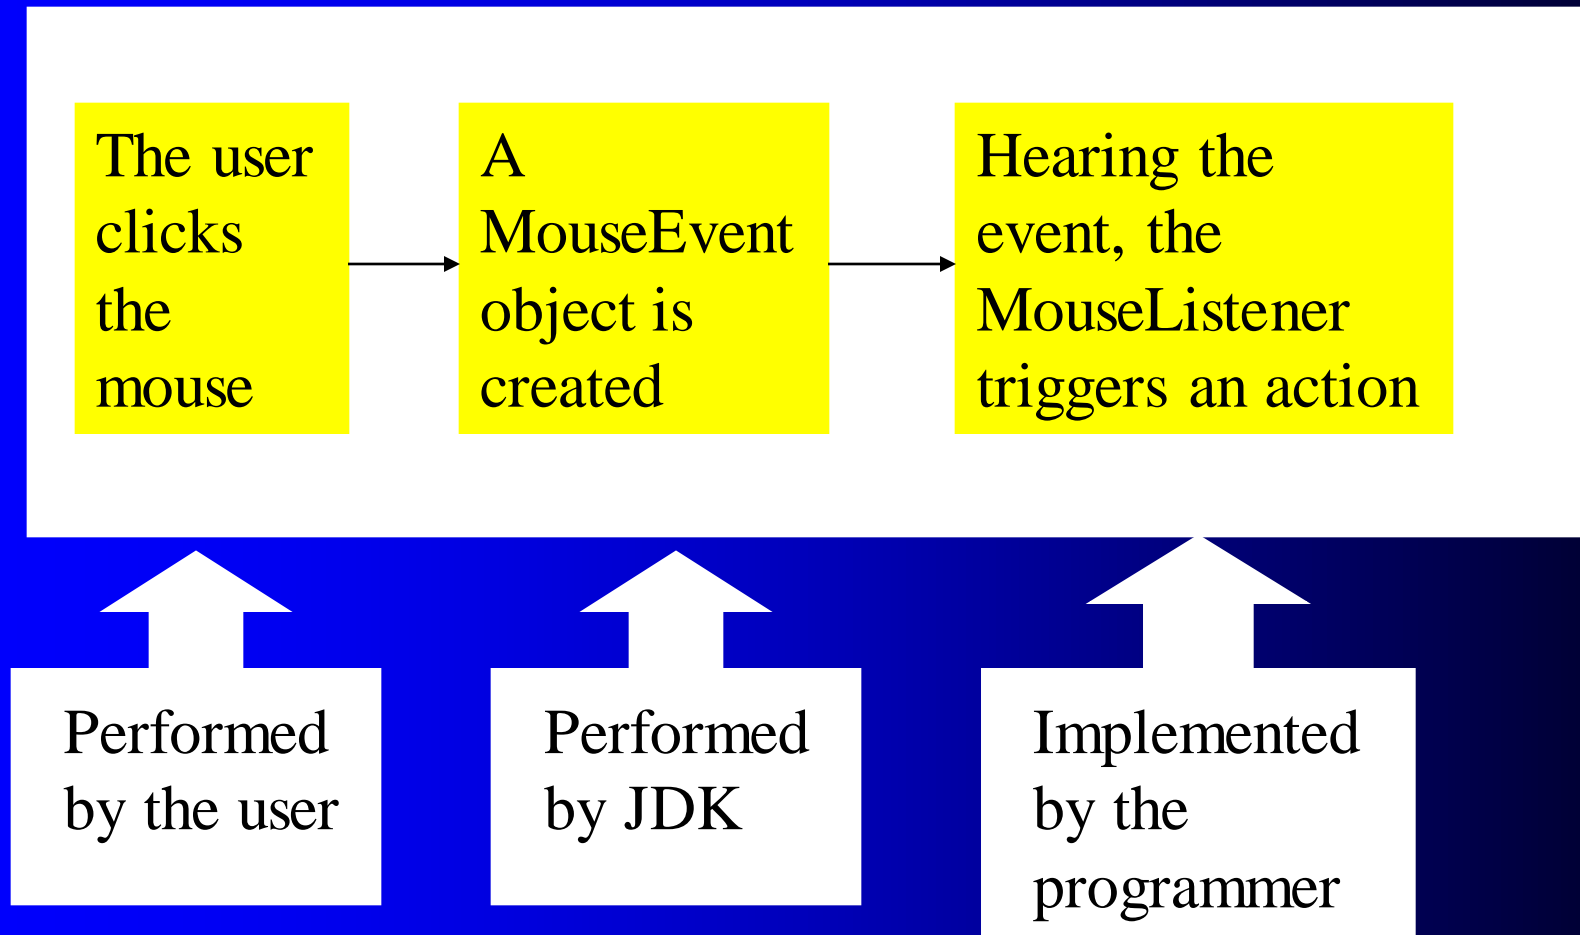 The user
clicks
the
mouse
A
MouseEvent
object is
created
Hearing the
event, the
MouseListener
triggers an action
Performed
by the user
Performed
by JDK
Implemented
by the
programmer